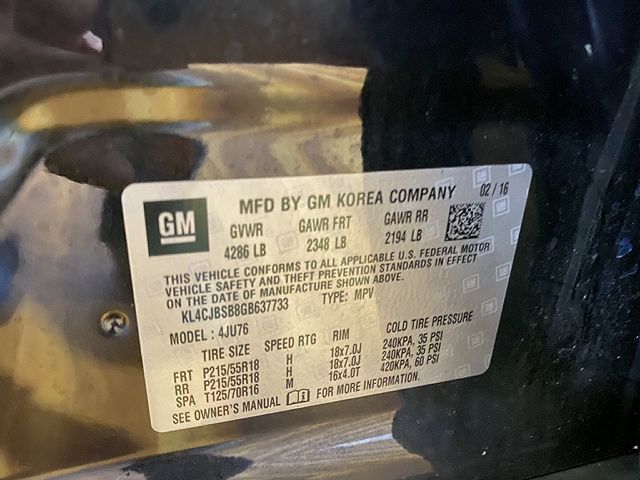 GM
MFD BY GM KOREA COMPANY 02/16
GVWR GAWR FRT GAWR RR
4286 LB 2348 LB 2194 LB
THIS VEHICLE CONFORMS TO ALL APPLICABLE U.S. FEDERAL MOTOR
VEHICLE SAFETY AND THEFT PREVENTION STANDARDS IN EFFECT
ON THE DATE OF MANUFACTURE SHOWN ABOVE.
KL4CJBSB8GB637733 TYPE: MPV
MODEL: 4JU76
TIRE SIZE SPEED RTG RIM COLD TIRE PRESSURE
FRT P215/55R18 H 18x7.0J 240KPA, 35 PSI
RR P215/55R18 H 18x7.0J 240KPA, 35 PSI
SPA T125/70R16 M 16x4.0T 420KPA, 60 PSI
SEE OWNER'S MANUAL FOR MORE INFORMATION.